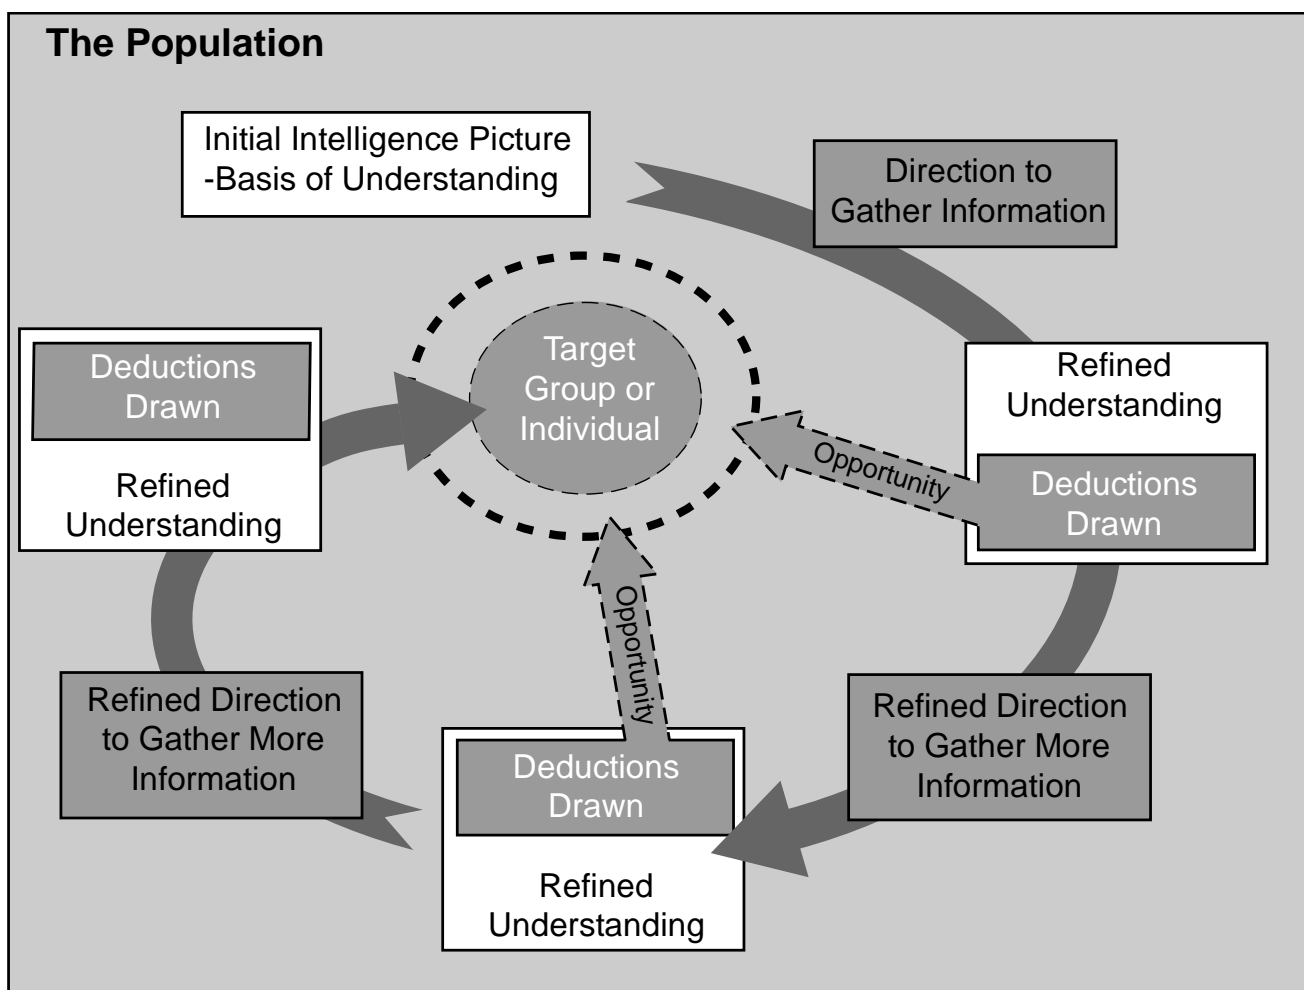 The Population
Initial Intelligence Picture
-Basis of Understanding
Direction to
Gather Information
Refined
Understanding
Deductions
Drawn
Opportunity
Target
Group or
Individual
Refined Direction
to Gather More
Information
Deductions
Drawn
Refined
Understanding
Opportunity
Refined Direction
to Gather More
Information
Deductions
Drawn
Refined
Understanding